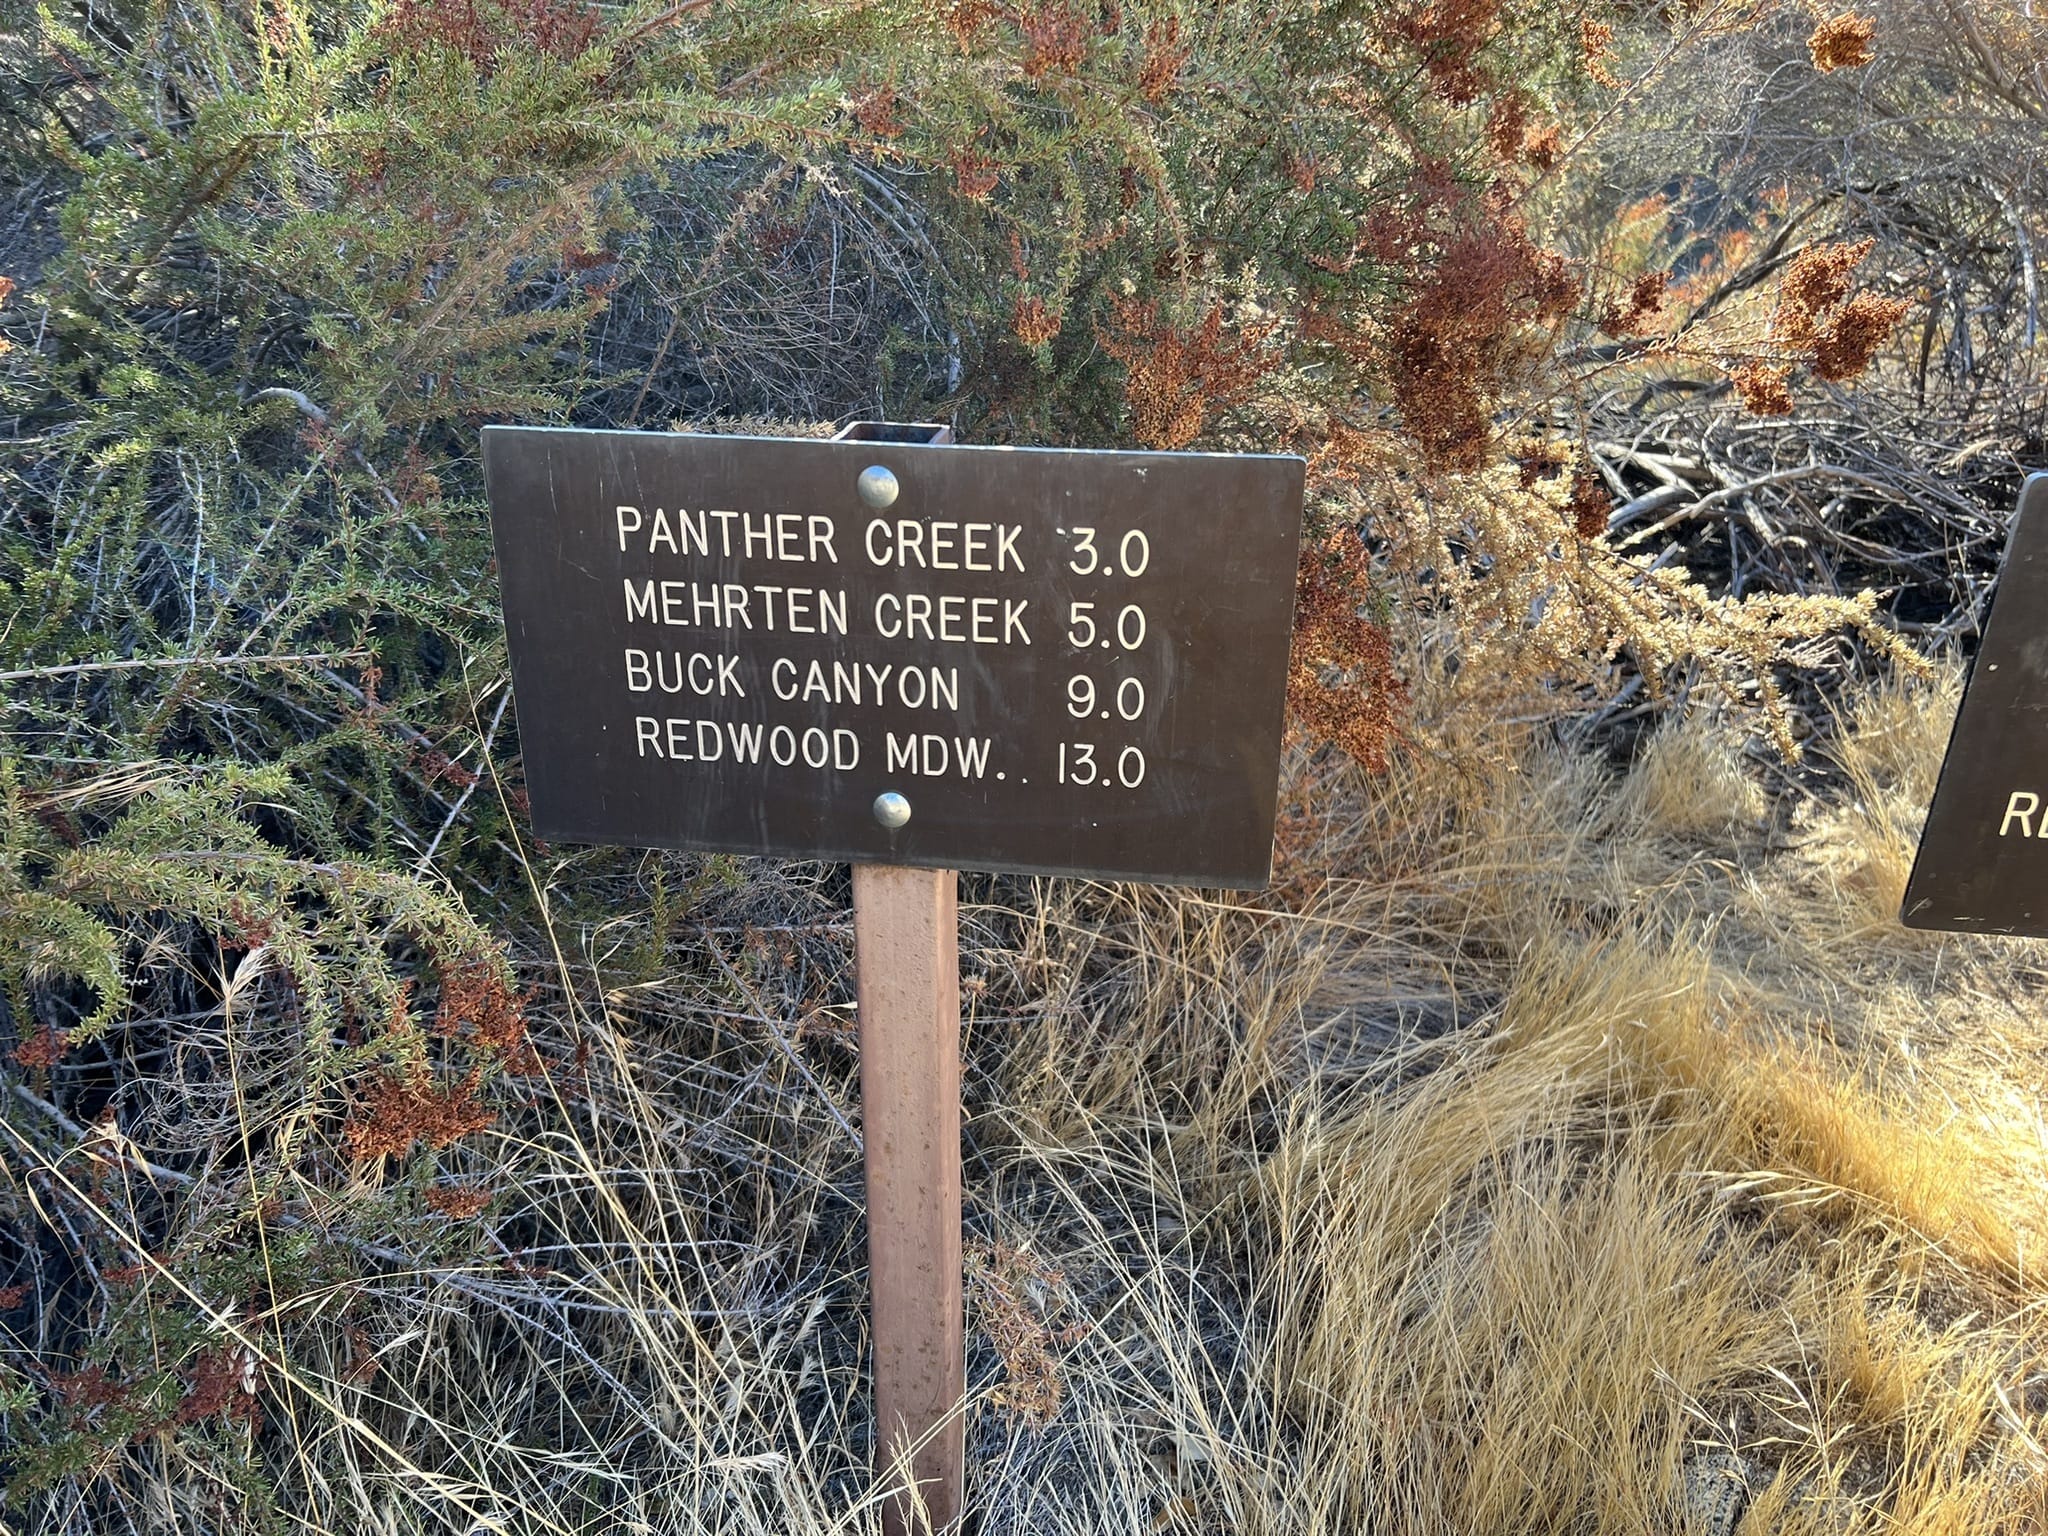 PANTHER CREEK 3.0
MEHRTEN CREEK 5.0
BUCK CANYON 9.0
REDWOOD MDW.. 13.0